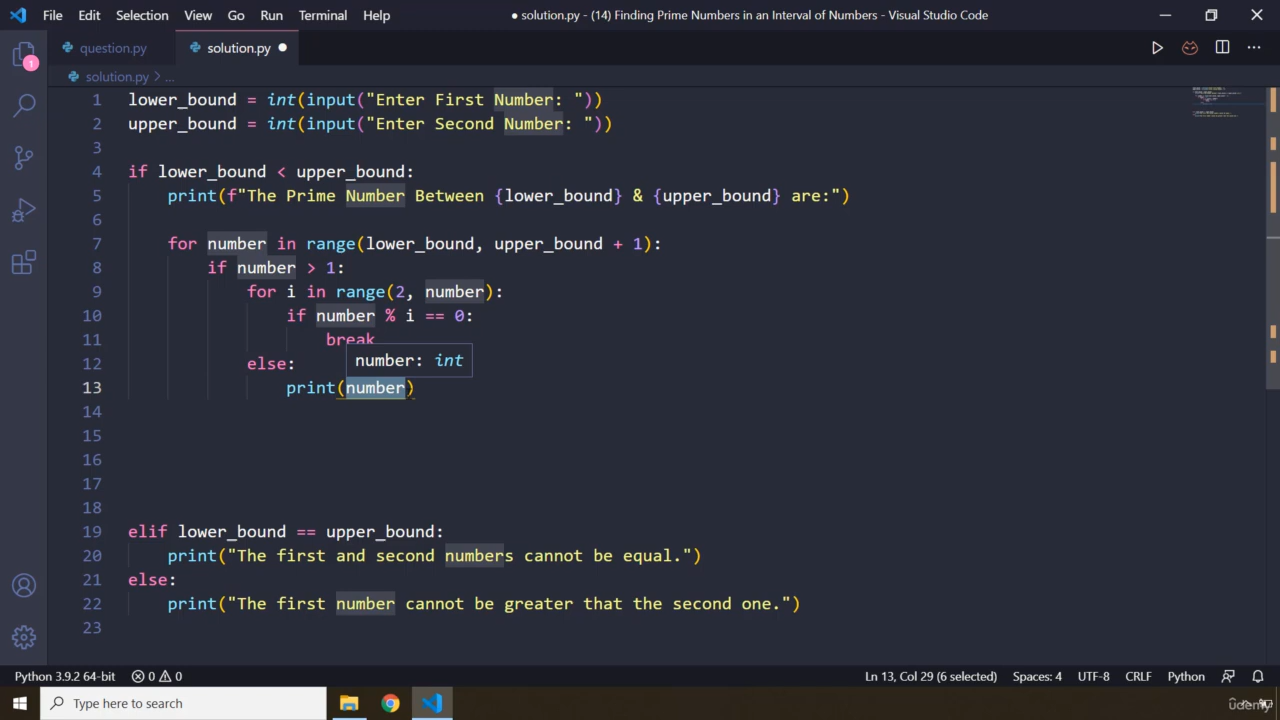 File Edit Selection View Go Run Terminal Help
● solution.py - (14) Finding Prime Numbers in an Interval of Numbers - Visual Studio Code
question.py solution.py
solution.py > ...
1 lower_bound = int(input("Enter First Number: "))
2 upper_bound = int(input("Enter Second Number: "))
3
4 if lower_bound < upper_bound:
5 print(f"The Prime Number Between {lower_bound} & {upper_bound} are:")
6
7 for number in range(lower_bound, upper_bound + 1):
8 if number > 1:
9 for i in range(2, number):
10 if number % i == 0:
11 break
12 else:
number: int
13 print(number)
14
15
16
17
18
19 elif lower_bound == upper_bound:
20 print("The first and second numbers cannot be equal.")
21 else:
22 print("The first number cannot be greater that the second one.")
23
1
Python 3.9.2 64-bit 0 0 Ln 13, Col 29 (6 selected) Spaces: 4 UTF-8 CRLF Python
Type here to search
udemy